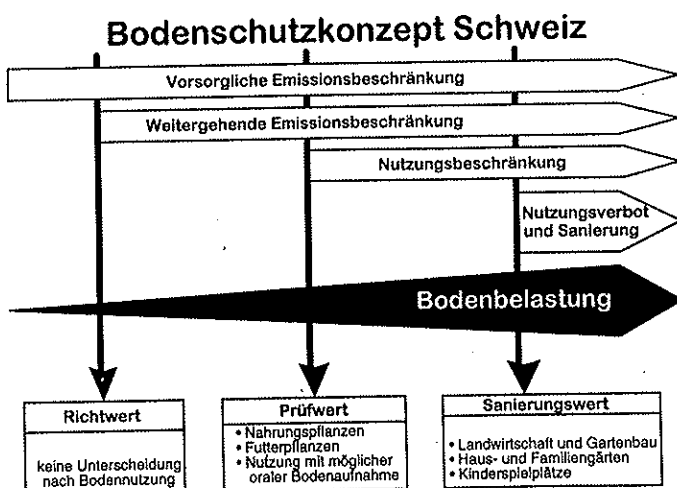 Bodenschutzkonzept Schweiz
Vorsorgliche Emissionsbeschränkung
Weitergehende Emissionsbeschränkung
Nutzungsbeschränkung
Nutzungsverbot
und Sanierung
Bodenbelastung
Richtwert
keine Unterscheidung
nach Bodennutzung
Prüfwert
• Nahrungspflanzen
• Futterpflanzen
• Nutzung mit möglicher
oraler Bodenaufnahme
Sanierungswert
• Landwirtschaft und Gartenbau
• Haus- und Familiengärten
• Kinderspielplätze